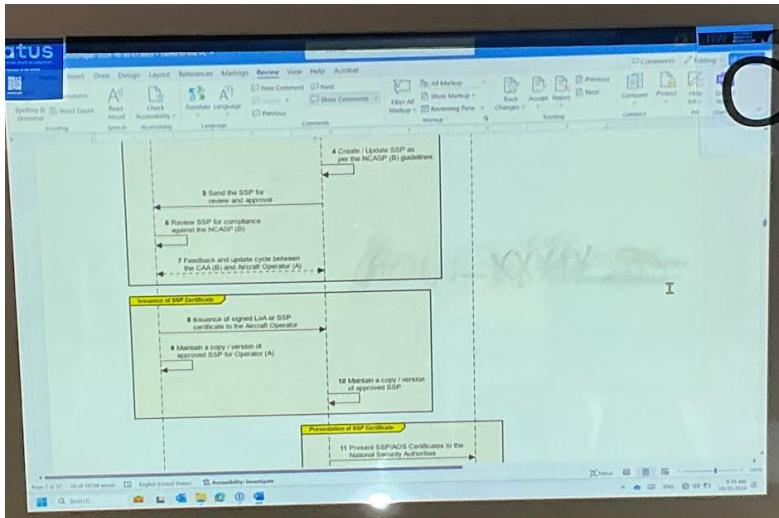 atus
Insert Draw Design Layout References Mailings Review View Help Acrobat
Comments
Editing
Spelling &
Grammar
Word Count
Proofing
Read
Aloud
Speech
Check
Accessibility
Accessibility
Translate Language
Language
New Comment
Previous
Next
Show Comments
Comments
All Markup
Show Markup
Reviewing Pane
Markup
Back
Changes
Accept Reject
Previous
Next
Tracking
Compare
Compare
Protect
Hide
4 Create / Update SSP as
per the NCASP (B) guidelines
5 Send the SSP for
review and approval
6 Review SSP for compliance
against the NCASP (B)
7 Feedback and update cycle between
the CAA (B) and Aircraft Operator (A)
Issuance of SSP Certificate
8 Issuance of signed LoA or SSP
certificate to the Aircraft Operator
9 Maintain a copy / version of
approved SSP for Operator (A)
10 Maintain a copy / version
of approved SSP
Presentation of SSP Certificate
11 Present SSP/AOS Certificates to the
National Security Authorities
English (United States)
Accessibility: Investigate
Focus
Search
ENG